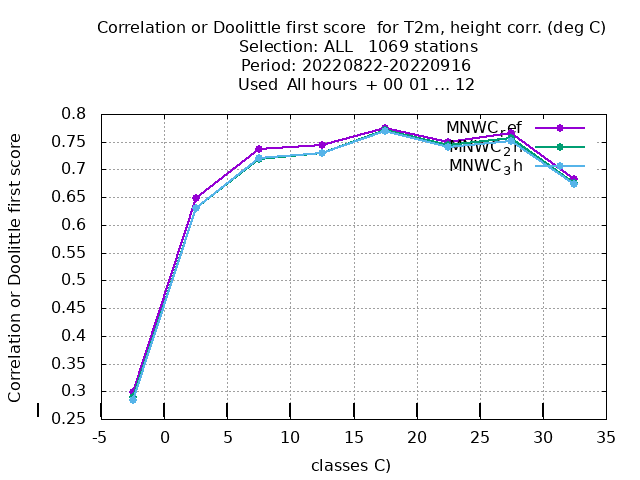 Correlation or Doolittle first score  for T2m, height corr. (deg C)
Selection: ALL   1069 stations
Period: 20220822-20220916
Used  All hours  + 00 01 ... 12
Correlation or Doolittle first score
0.8
0.75
0.7
0.65
0.6
0.55
0.5
0.45
0.4
0.35
0.3
0.25
MNWC_ref
MNWC_2h
MNWC_3h
-5 0 5 10 15 20 25 30 35
classes C)